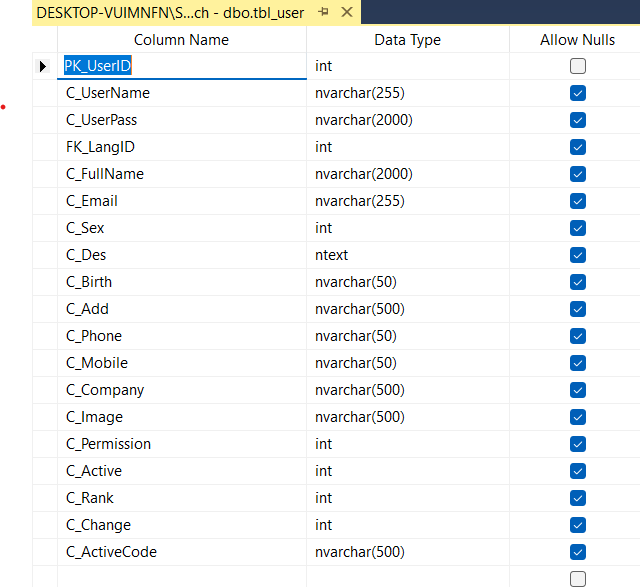 DESKTOP-VUIMNFN\S...ch - dbo.tbl_user
Column Name Data Type Allow Nulls
PK_UserID int
C_UserName nvarchar(255)
C_UserPass nvarchar(2000)
FK_LangID int
C_FullName nvarchar(2000)
C_Email nvarchar(255)
C_Sex int
C_Des ntext
C_Birth nvarchar(50)
C_Add nvarchar(500)
C_Phone nvarchar(50)
C_Mobile nvarchar(50)
C_Company nvarchar(500)
C_Image nvarchar(500)
C_Permission int
C_Active int
C_Rank int
C_Change int
C_ActiveCode nvarchar(500)